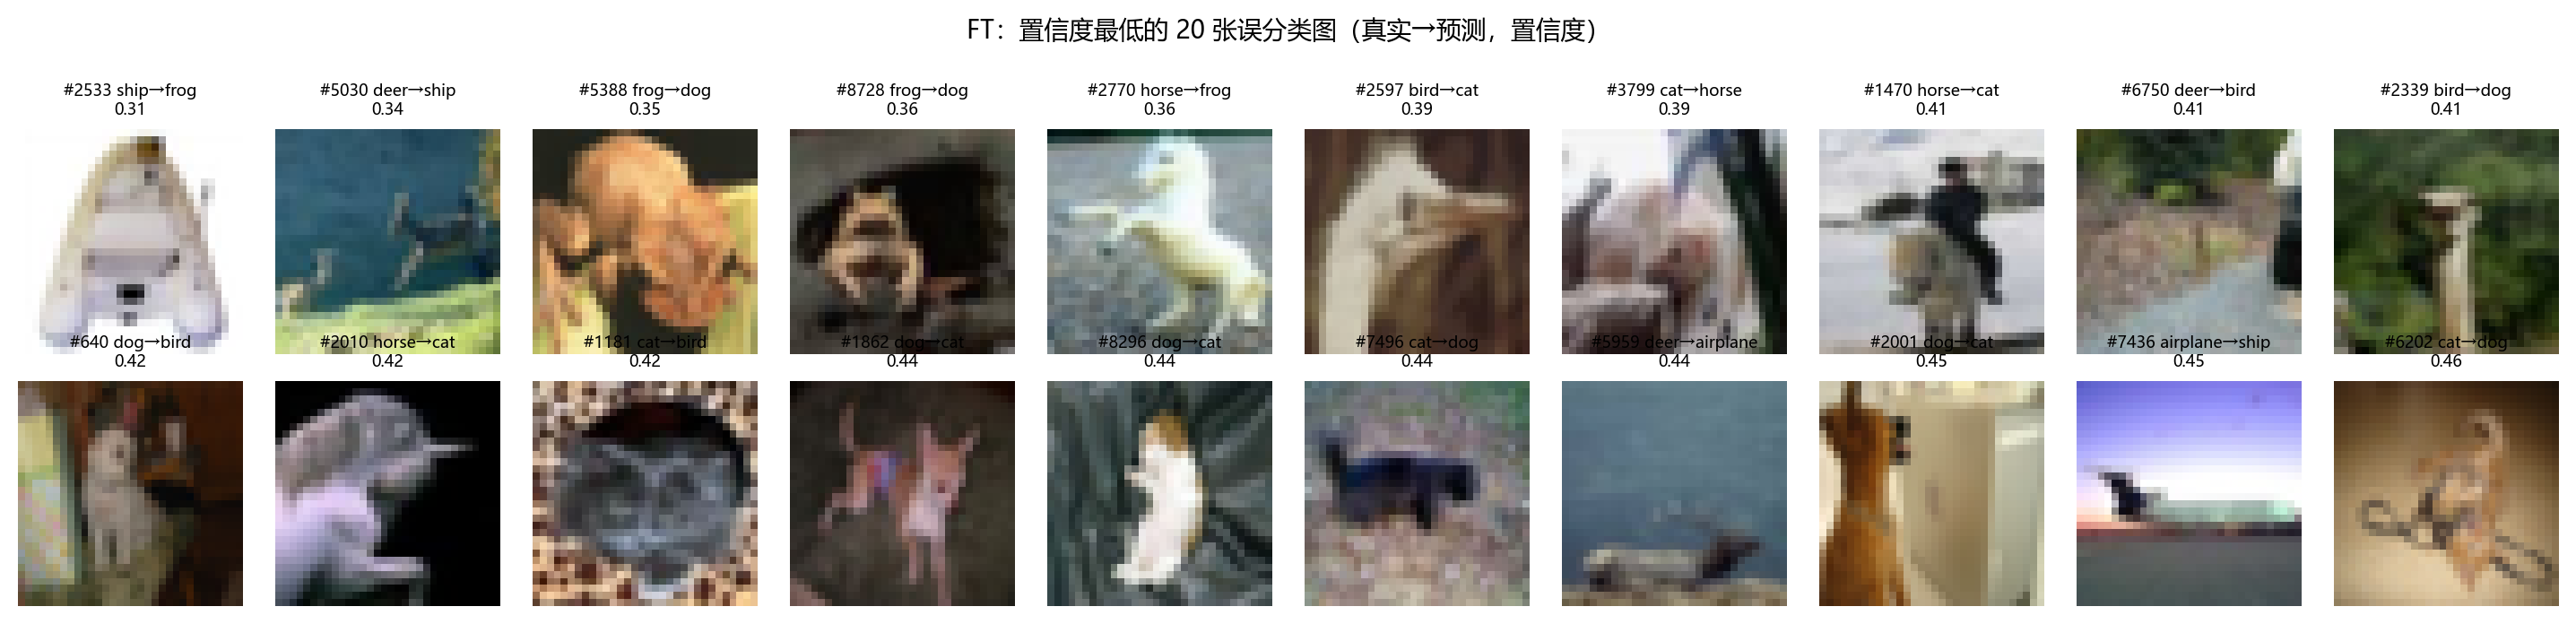 FT：置信度最低的 20 张误分类图（真实→预测，置信度）
#2533 ship→frog
0.31
#5030 deer→ship
0.34
#5388 frog→dog
0.35
#8728 frog→dog
0.36
#2770 horse→frog
0.36
#2597 bird→cat
0.39
#3799 cat→horse
0.39
#1470 horse→cat
0.41
#6750 deer→bird
0.41
#2339 bird→dog
0.41
#640 dog→bird
0.42
#2010 horse→cat
0.42
#1181 cat→bird
0.42
#1862 dog→cat
0.44
#8296 dog→cat
0.44
#7496 cat→dog
0.44
#5959 deer→airplane
0.44
#2001 dog→cat
0.45
#7436 airplane→ship
0.45
#6202 cat→dog
0.46